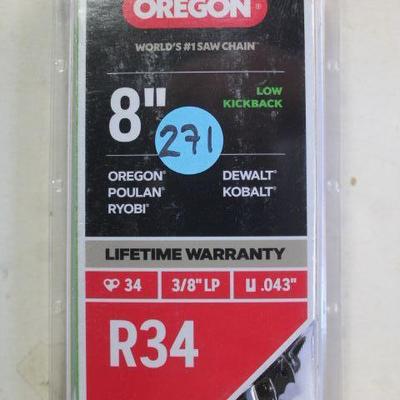 OREGON®
WORLD'S #1 SAW CHAIN™
8"
LOW
KICKBACK
271
OREGON® DEWALT®
POULAN® KOBALT®
RYOBI®
LIFETIME WARRANTY
34 3/8" LP .043"
R34